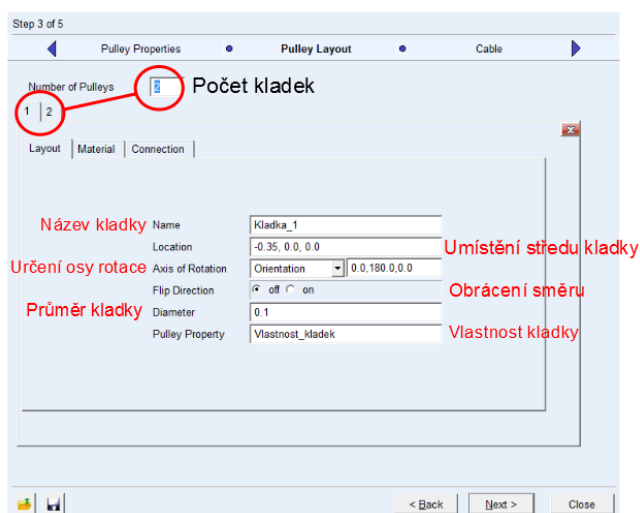 Step 3 of 5
Pulley Properties Pulley Layout Cable
Number of Pulleys 2 Počet kladek
1 2
Layout Material Connection
Název kladky Name Kladka_1
Location -0.35, 0.0, 0.0 Umístění středu kladky
Určení osy rotace Axis of Rotation Orientation 0.0,180.0,0.0
Flip Direction off on Obrácení směru
Průměr kladky Diameter 0.1
Pulley Property Vlastnost_kladek Vlastnost kladky
< Back Next > Close